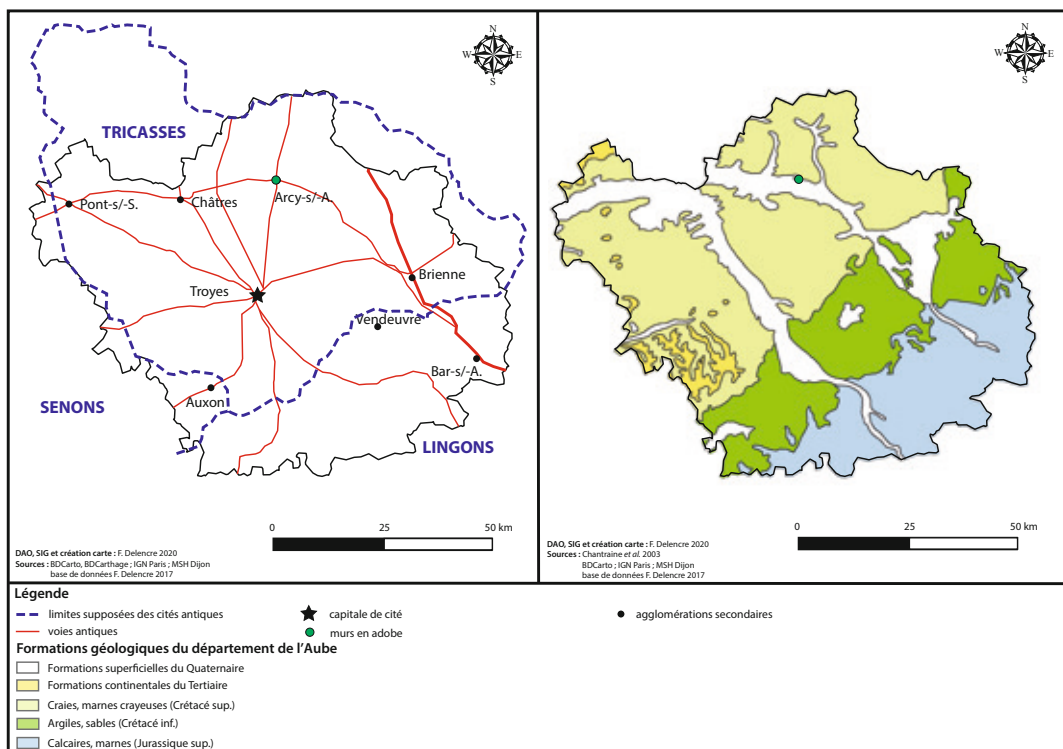 N
W
E
S
TRICASSES
Pont-s/-S.
Châtres
Arcy-s/-A.
Brienne
Troyes
Vendeuvre
Bar-s/-A.
Auxon
SENONS
LINGONS
0
25
50 km
DAO, SIG et création carte : F. Delencre 2020
Sources : BDCarto, BDCarthage ; IGN Paris ; MSH Dijon
base de données F. Delencre 2017
N
W
E
S
0
25
50 km
DAO, SIG et création carte : F. Delencre 2020
Sources : Chantraine et al. 2003
BDCarto ; IGN Paris ; MSH Dijon
base de données F. Delencre 2017
Légende
limites supposées des cités antiques
capitale de cité
agglomérations secondaires
voies antiques
murs en adobe
Formations géologiques du département de l'Aube
Formations superficielles du Quaternaire
Formations continentales du Tertiaire
Craies, marnes crayeuses (Crétacé sup.)
Argiles, sables (Crétacé inf.)
Calcaires, marnes (Jurassique sup.)